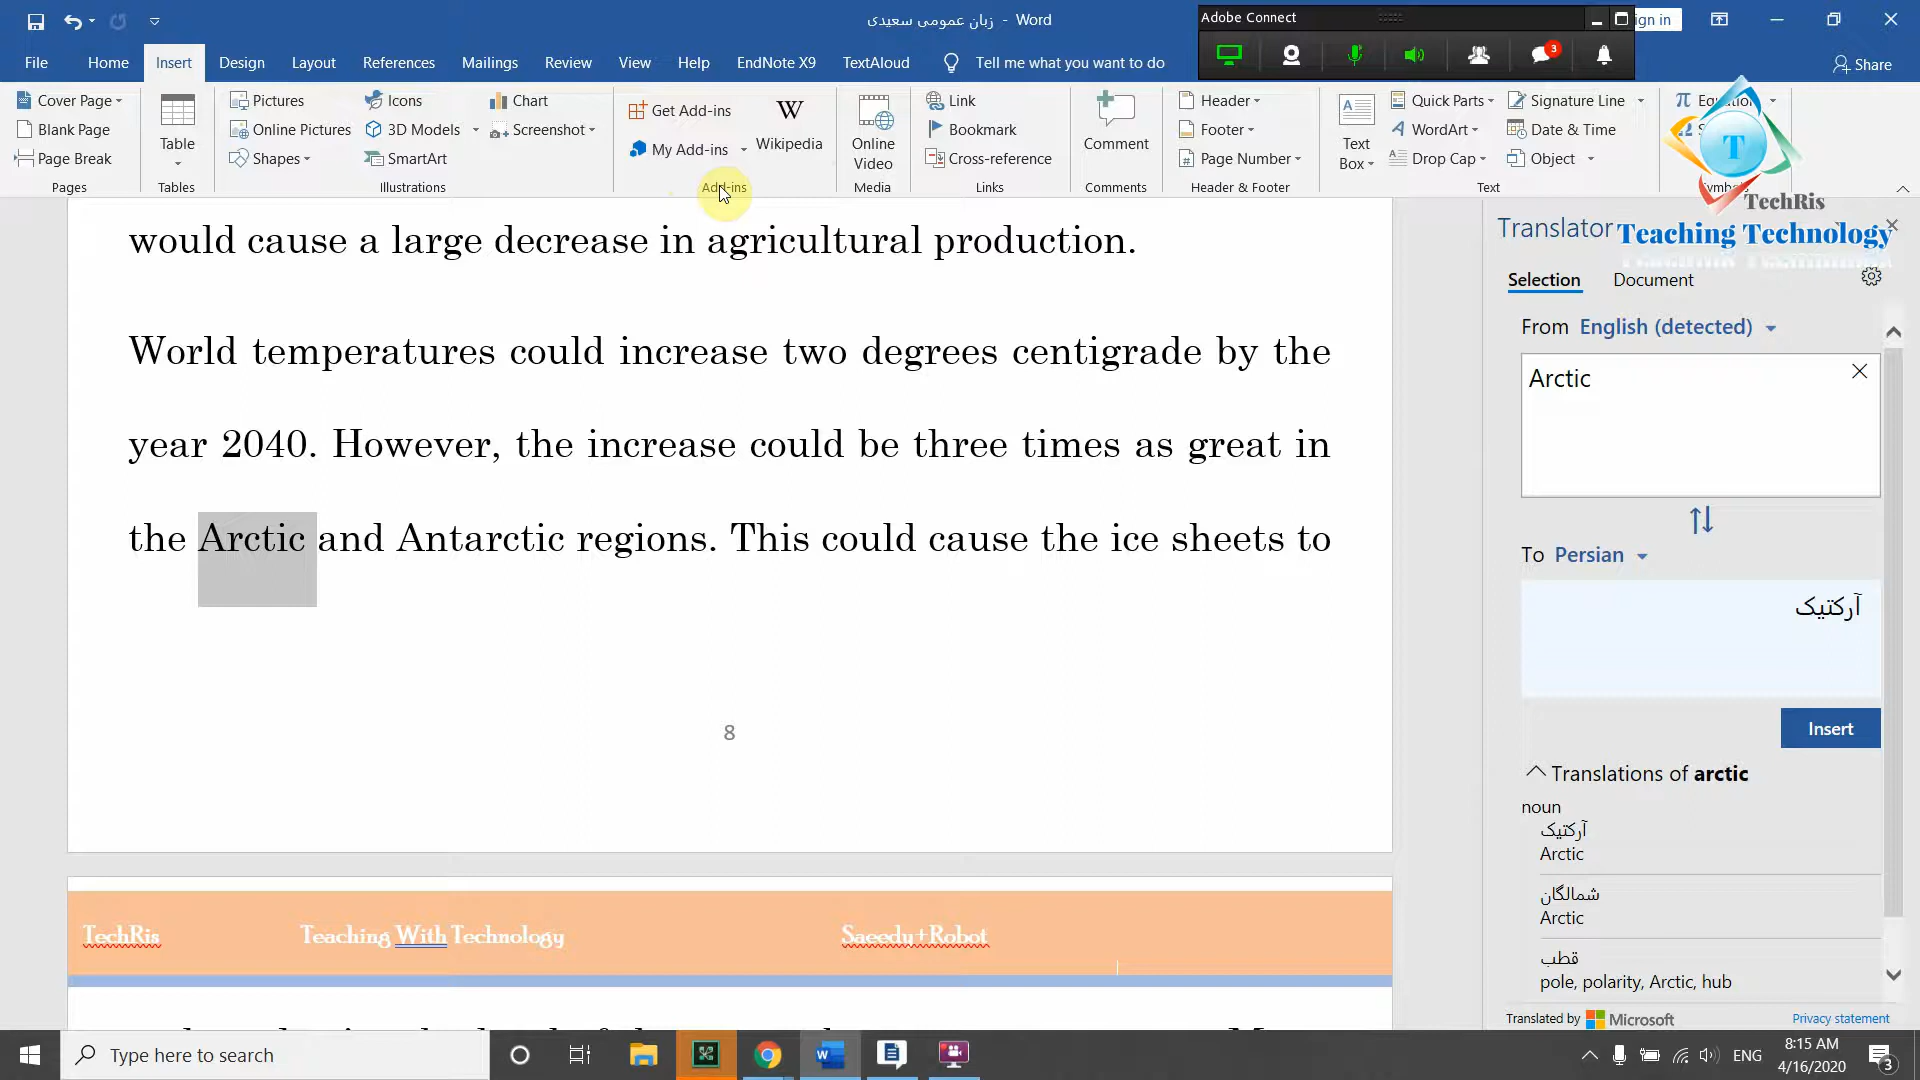 زبان عمومی سعیدی - Word
Adobe Connect
ign in
File Home Insert Design Layout References Mailings Review View Help EndNote X9 TextAloud Tell me what you want to do
3
Share
Cover Page
Blank Page
Page Break
Pages
Table
Tables
Pictures
Online Pictures
Shapes
Icons
3D Models
SmartArt
Chart
Screenshot
Illustrations
Get Add-ins
My Add-ins
Wikipedia
Add-ins
Online Video
Media
Link
Bookmark
Cross-reference
Links
Comment
Comments
Header
Footer
Page Number
Header & Footer
Text Box
Quick Parts
WordArt
Drop Cap
Signature Line
Date & Time
Object
Text
T
TechRis
Teaching Technology
would cause a large decrease in agricultural production.
World temperatures could increase two degrees centigrade by the
year 2040. However, the increase could be three times as great in
the Arctic and Antarctic regions. This could cause the ice sheets to
8
TechRis Teaching With Technology Saeedy+Robot
Translator
Selection Document
From English (detected)
Arctic
To Persian
آرکتیک
Insert
Translations of arctic
noun
آرکتیک
Arctic
شمالگان
Arctic
قطب
pole, polarity, Arctic, hub
Translated by Microsoft Privacy statement
Type here to search
ENG
8:15 AM
4/16/2020
3